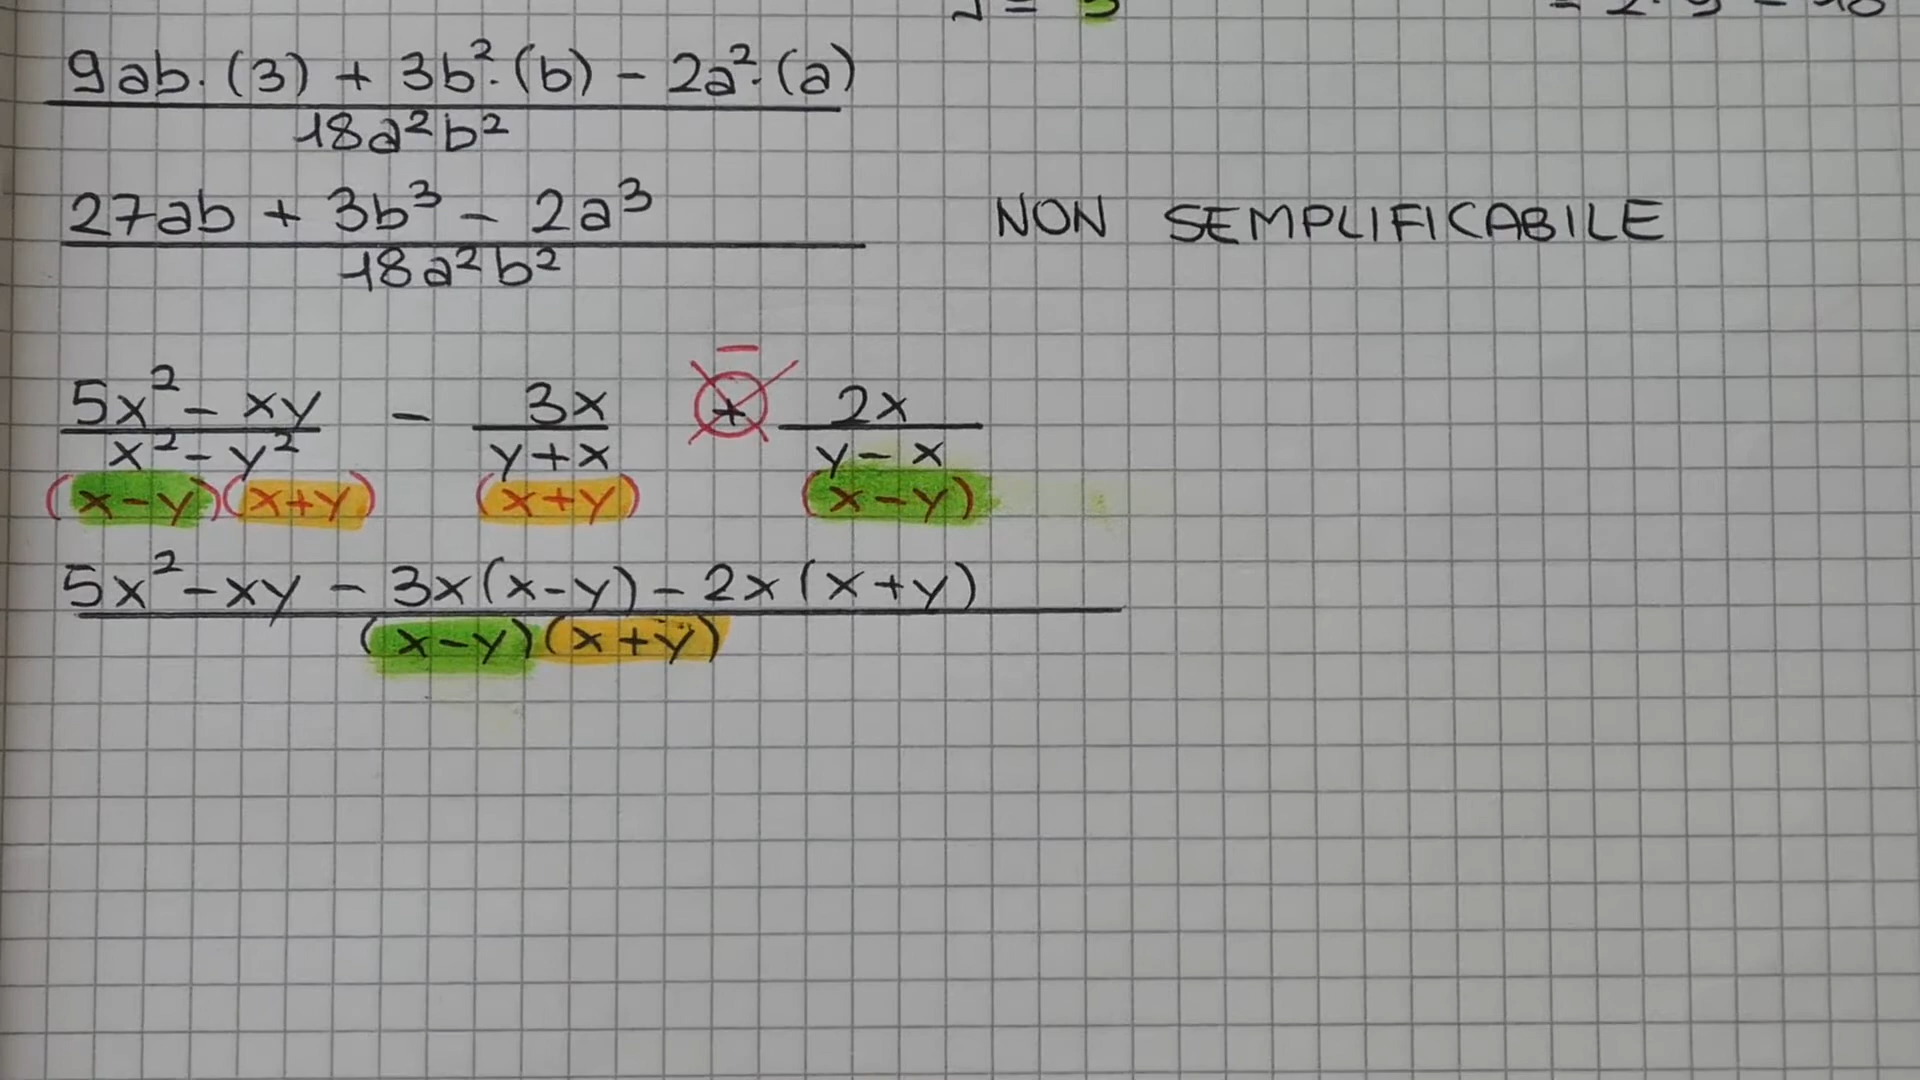 9ab·(3) + 3b²·(b) − 2a²·(a)
18a²b²
27ab + 3b³ − 2a³ NON SEMPLIFICABILE
18a²b²
−
5x² − xy − 3x + 2x
x² − y² y + x y − x
(x−y)(x+y) (x+y) (x−y)
5x² − xy − 3x(x−y) − 2x(x+y)
(x−y)(x+y)